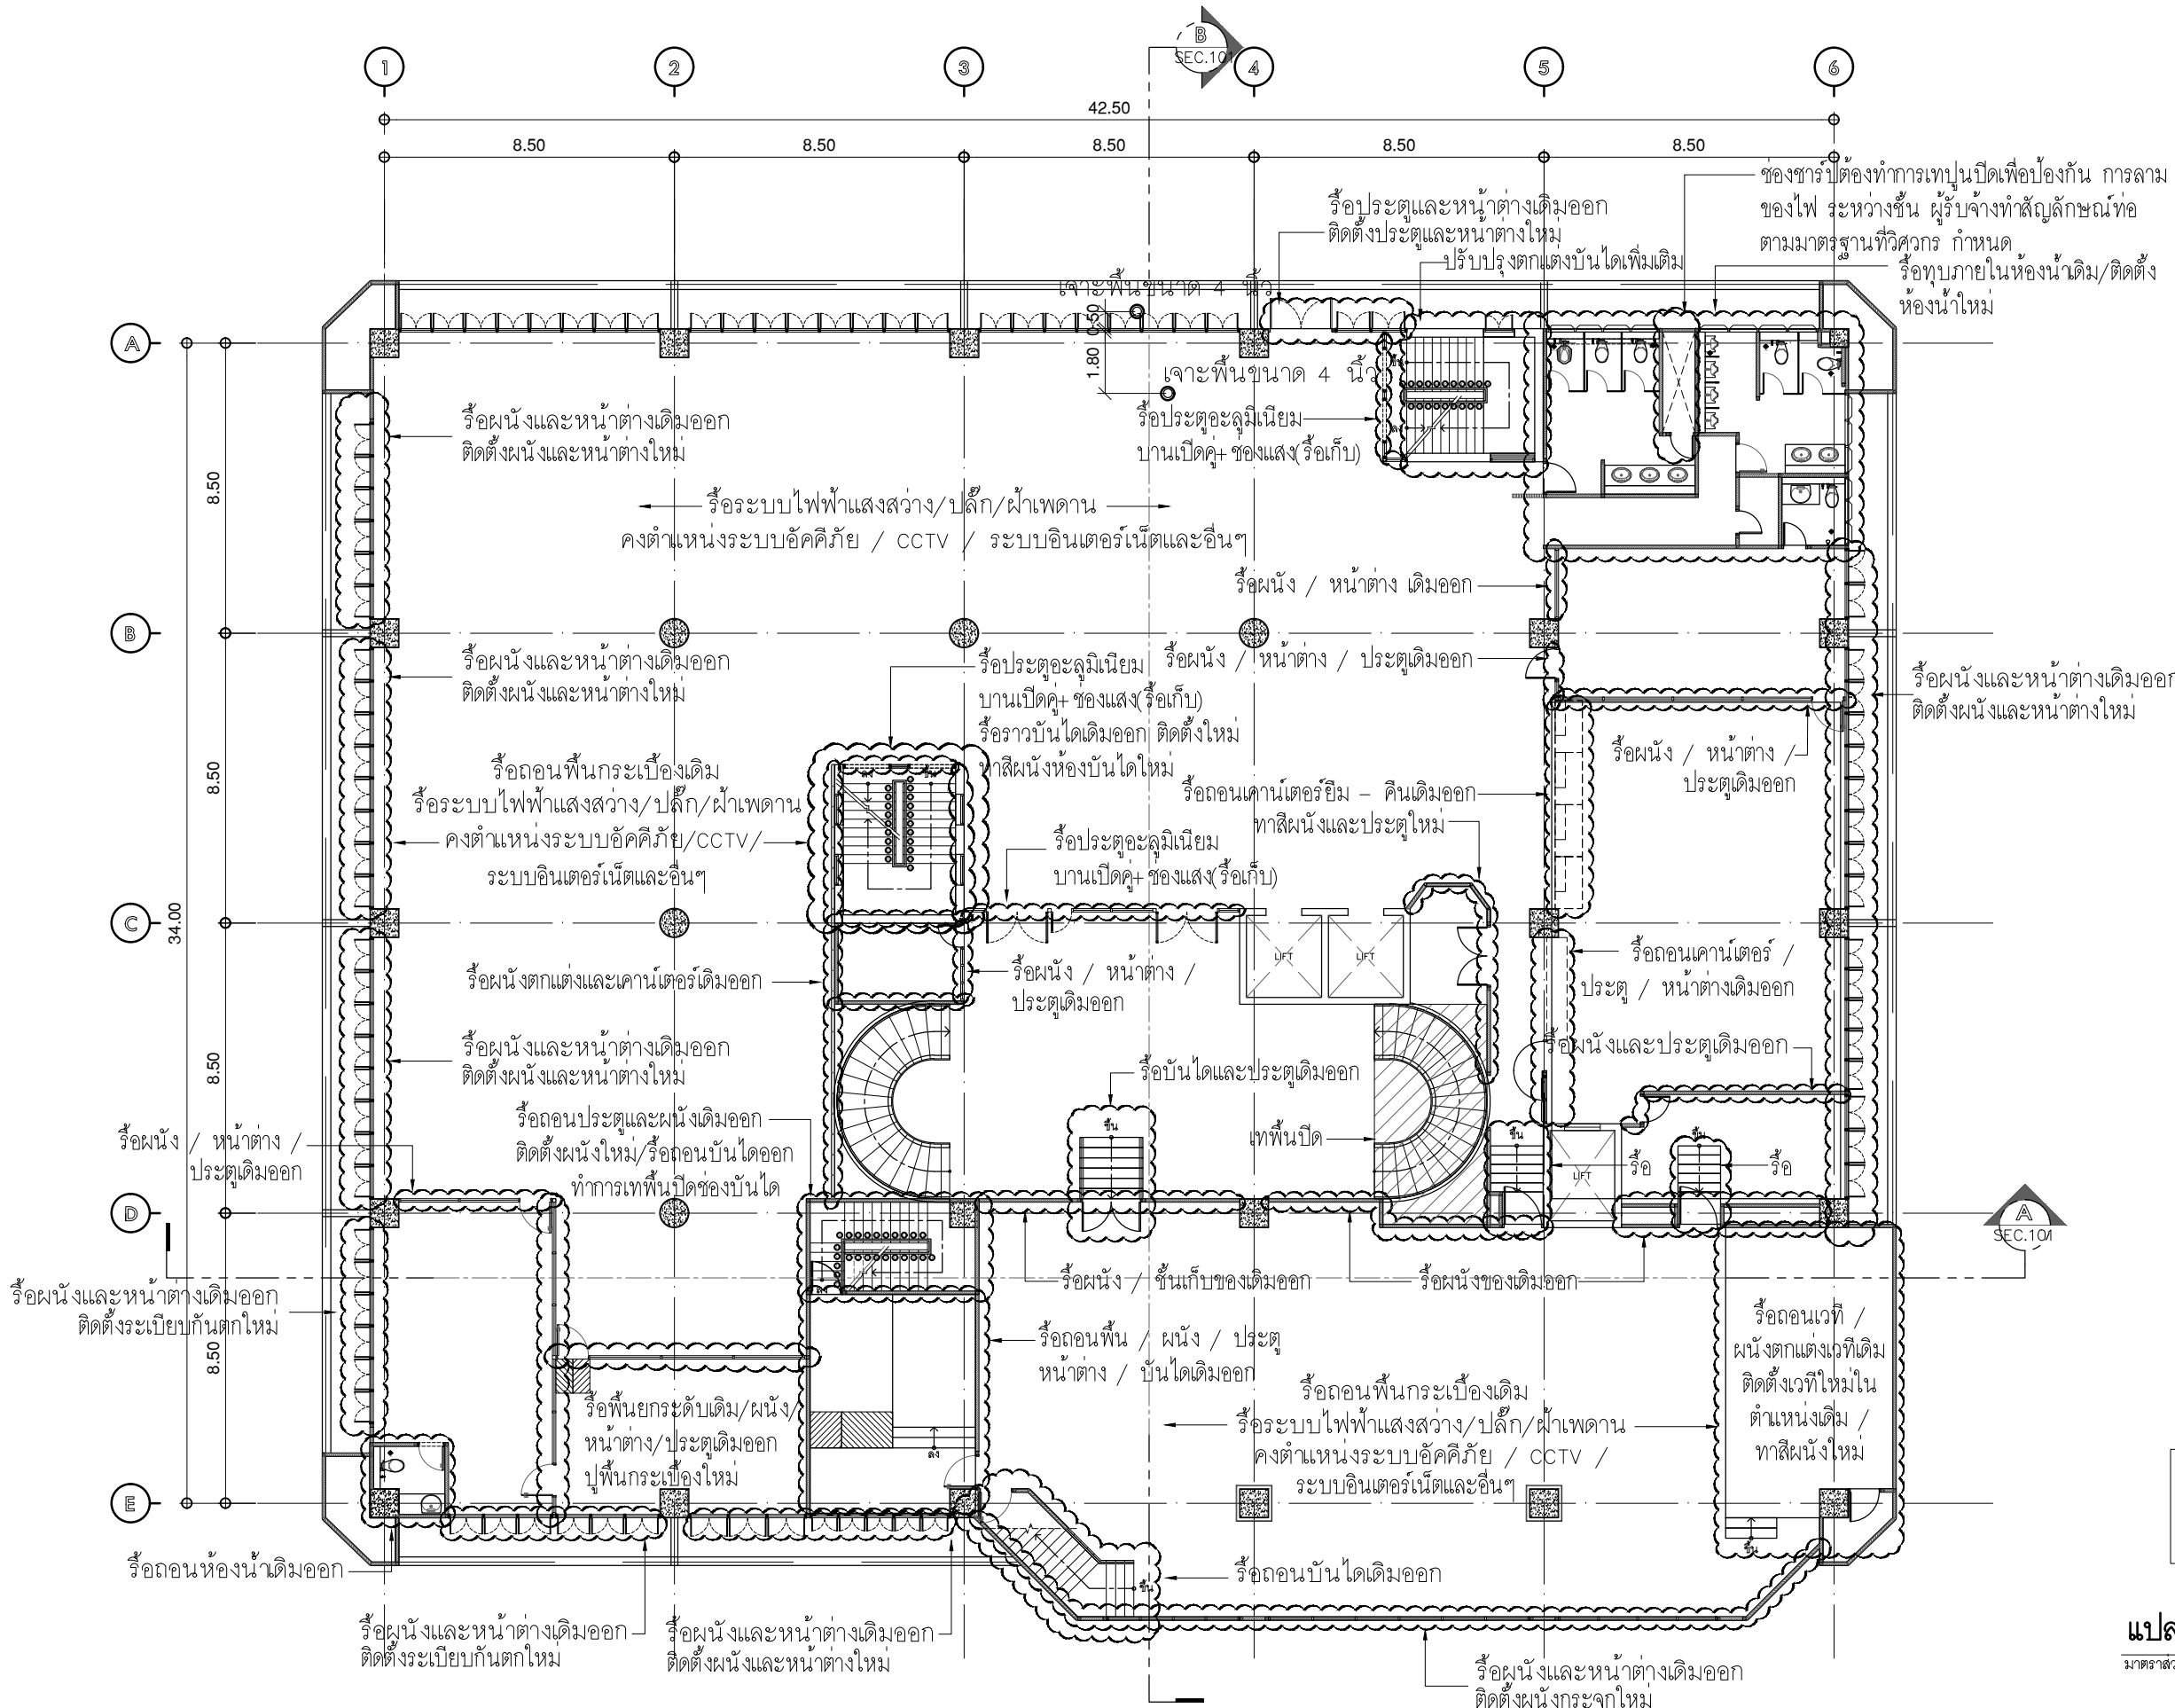 1
2
3
B
SEC.101
4
5
6
42.50
8.50
8.50
8.50
8.50
8.50
ช่องชาร์ปต้องทำการเทปูนปิดเพื่อป้องกัน การลาม
ของไฟ ระหว่างชั้น ผู้รับจ้างทำสัญลักษณ์ท่อ
ตามมาตรฐานที่วิศวกร กำหนด
รื้อประตูและหน้าต่างเดิมออก
ติดตั้งประตูและหน้าต่างใหม่
ปรับปรุงตกแต่งบันไดเพิ่มเติม
รื้อทุบภายในห้องน้ำเดิม/ติดตั้ง
ห้องน้ำใหม่
เจาะพื้นขนาด 4 นิ้ว
0.50
1.80
เจาะพื้นขนาด 4 นิ้ว
A
รื้อประตูอะลูมิเนียม
บานเปิดคู่+ช่องแสง(รื้อเก็บ)
ขึ้น
ลง
รื้อผนังและหน้าต่างเดิมออก
ติดตั้งผนังและหน้าต่างใหม่
8.50
รื้อระบบไฟฟ้าแสงสว่าง/ปลั๊ก/ฝ้าเพดาน
คงตำแหน่งระบบอัคคีภัย / CCTV / ระบบอินเตอร์เน็ตและอื่นๆ
รื้อผนัง / หน้าต่าง เดิมออก
B
รื้อผนังและหน้าต่างเดิมออก
ติดตั้งผนังและหน้าต่างใหม่
รื้อประตูอะลูมิเนียม
บานเปิดคู่+ช่องแสง(รื้อเก็บ)
รื้อราวบันไดเดิมออก ติดตั้งใหม่
ทาสีผนังห้องบันไดใหม่
รื้อผนัง / หน้าต่าง / ประตูเดิมออก
รื้อผนังและหน้าต่างเดิมออก
ติดตั้งผนังและหน้าต่างใหม่
รื้อผนัง / หน้าต่าง /
ประตูเดิมออก
8.50
รื้อถอนพื้นกระเบื้องเดิม
รื้อระบบไฟฟ้าแสงสว่าง/ปลั๊ก/ฝ้าเพดาน
คงตำแหน่งระบบอัคคีภัย/CCTV/
ระบบอินเตอร์เน็ตและอื่นๆ
ลง
ขึ้น
รื้อถอนเคาน์เตอร์ยืม - คืนเดิมออก
ทาสีผนังและประตูใหม่
รื้อประตูอะลูมิเนียม
บานเปิดคู่+ช่องแสง(รื้อเก็บ)
C
34.00
LIFT
LIFT
รื้อผนังตกแต่งและเคาน์เตอร์เดิมออก
รื้อผนัง / หน้าต่าง /
ประตูเดิมออก
รื้อถอนเคาน์เตอร์ /
ประตู / หน้าต่างเดิมออก
8.50
รื้อผนังและหน้าต่างเดิมออก
ติดตั้งผนังและหน้าต่างใหม่
รื้อผนังและประตูเดิมออก
รื้อบันไดและประตูเดิมออก
รื้อถอนประตูและผนังเดิมออก
ติดตั้งผนังใหม่/รื้อถอนบันไดออก
ทำการเทพื้นปิดช่องบันได
ขึ้น
เทพื้นปิด
ขึ้น
รื้อ
LIFT
ขึ้น
รื้อ
รื้อผนัง / หน้าต่าง /
ประตูเดิมออก
D
A
SEC.101
ลง
รื้อผนัง / ชั้นเก็บของเดิมออก
รื้อผนังของเดิมออก
รื้อผนังและหน้าต่างเดิมออก
ติดตั้งระเบียบกันตกใหม่
8.50
รื้อถอนพื้น / ผนัง / ประตู
หน้าต่าง / บันไดเดิมออก
รื้อถอนเวที /
ผนังตกแต่งเวทีเดิม
ติดตั้งเวทีใหม่ใน
ตำแหน่งเดิม /
ทาสีผนังใหม่
รื้อพื้นยกระดับเดิม/ผนัง/
หน้าต่าง/ประตูเดิมออก
ปูพื้นกระเบื้องใหม่
ลง
รื้อถอนพื้นกระเบื้องเดิม
รื้อระบบไฟฟ้าแสงสว่าง/ปลั๊ก/ฝ้าเพดาน
คงตำแหน่งระบบอัคคีภัย / CCTV /
ระบบอินเตอร์เน็ตและอื่นๆ
E
ขึ้น
รื้อถอนห้องน้ำเดิมออก
ขึ้น
รื้อถอนบันไดเดิมออก
รื้อผนังและหน้าต่างเดิมออก
ติดตั้งระเบียบกันตกใหม่
รื้อผนังและหน้าต่างเดิมออก
ติดตั้งผนังและหน้าต่างใหม่
รื้อผนังและหน้าต่างเดิมออก
ติดตั้งผนังกระจกใหม่